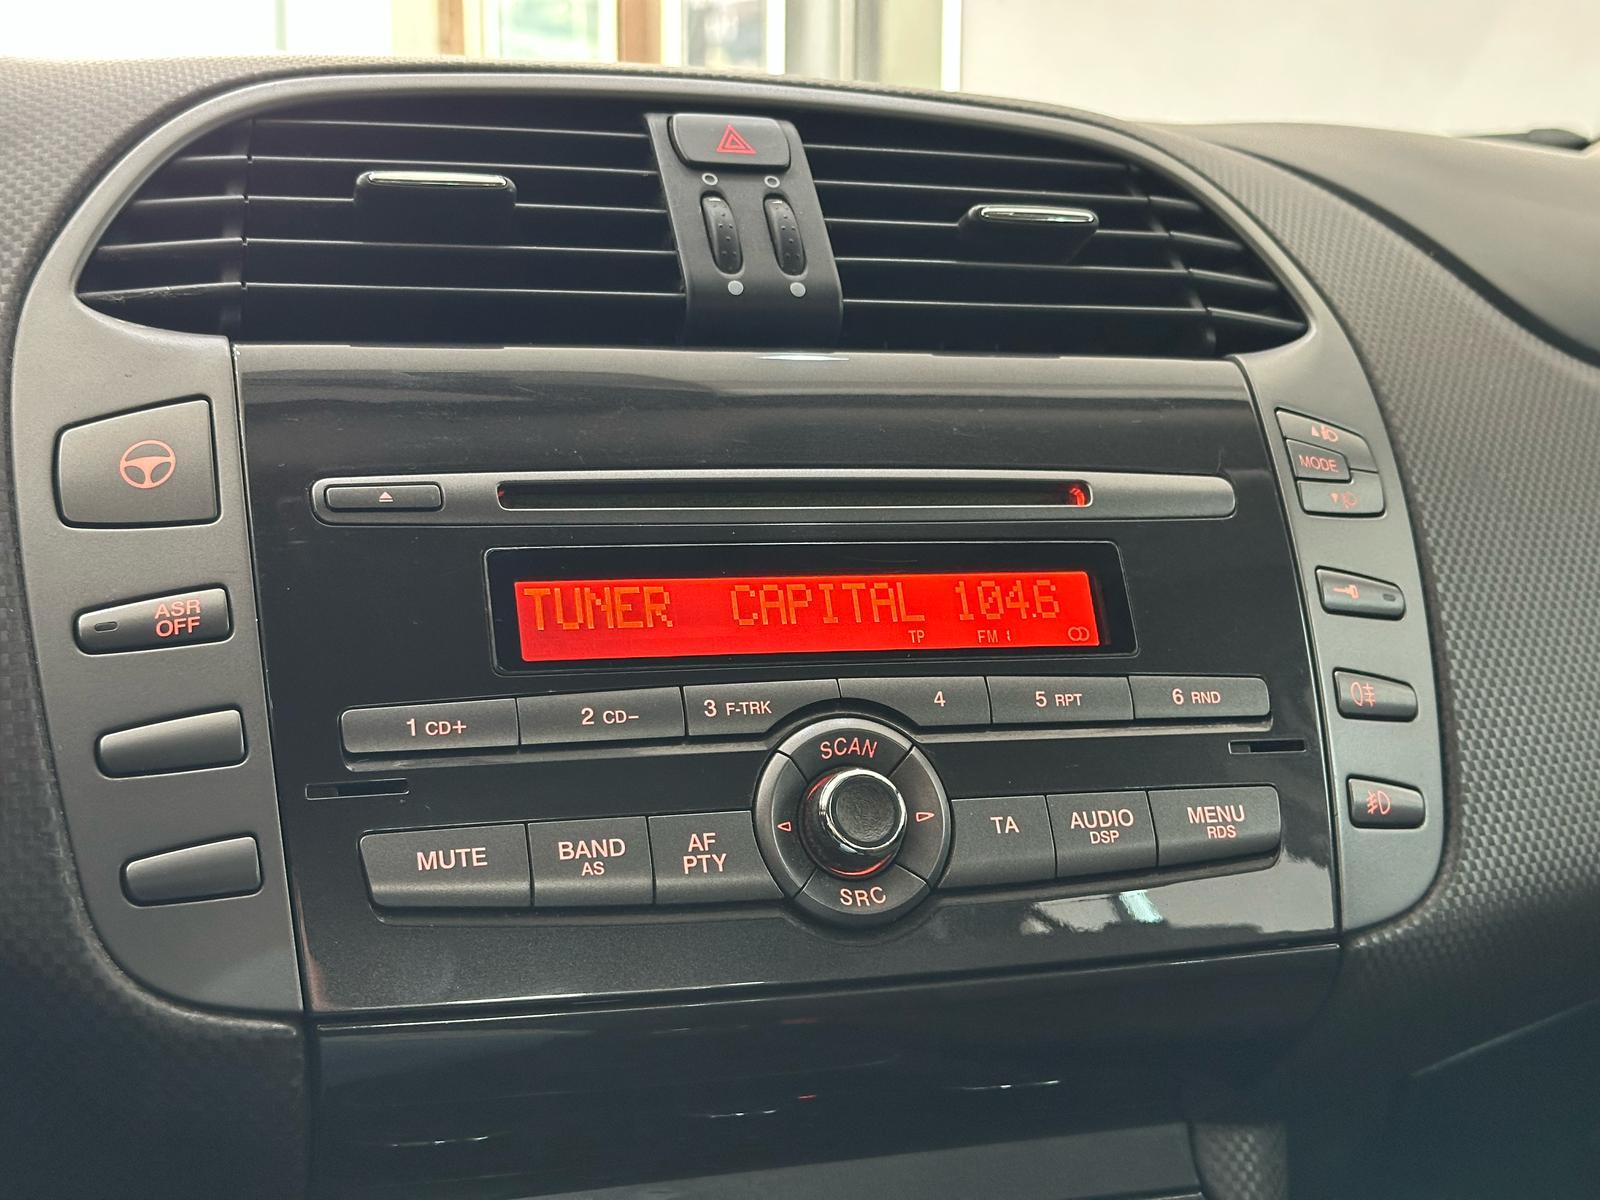 MODE
ASR
OFF
TUNER CAPITAL 104.6
TP FM 1
1 CD+
2 CD-
3 F-TRK
4
5 RPT
6 RND
SCAN
MUTE
BAND
AS
AF
PTY
TA
AUDIO
DSP
MENU
RDS
SRC